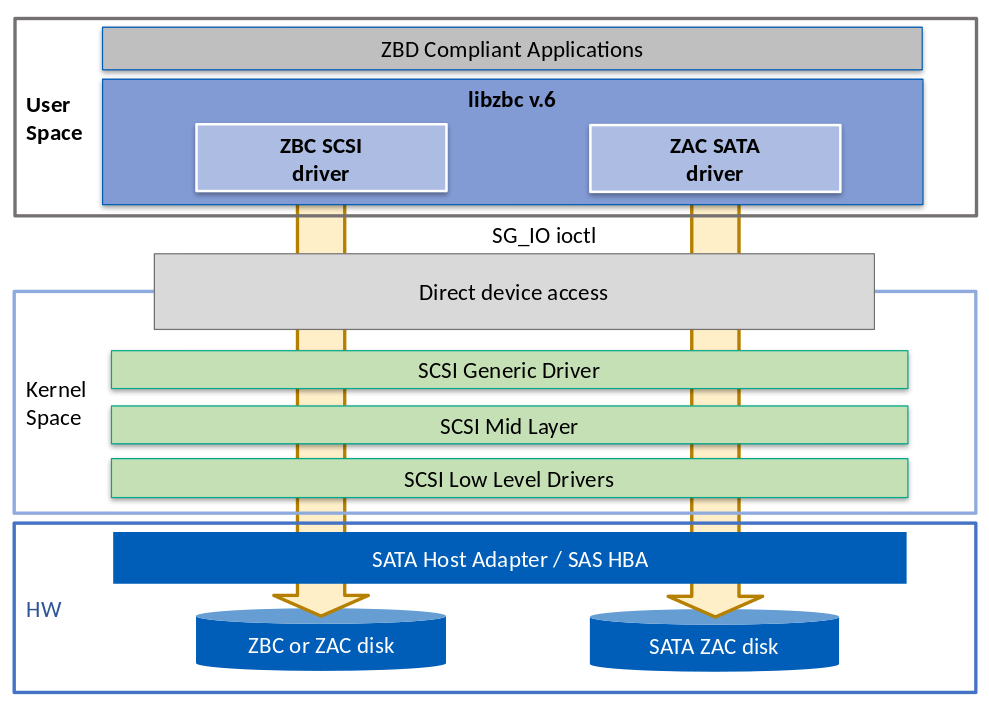 ZBD Compliant Applications
libzbc v.6
User
Space
ZBC SCSI
driver
ZAC SATA
driver
SG_IO ioctl
Direct device access
SCSI Generic Driver
Kernel
Space
SCSI Mid Layer
SCSI Low Level Drivers
SATA Host Adapter / SAS HBA
HW
ZBC or ZAC disk
SATA ZAC disk